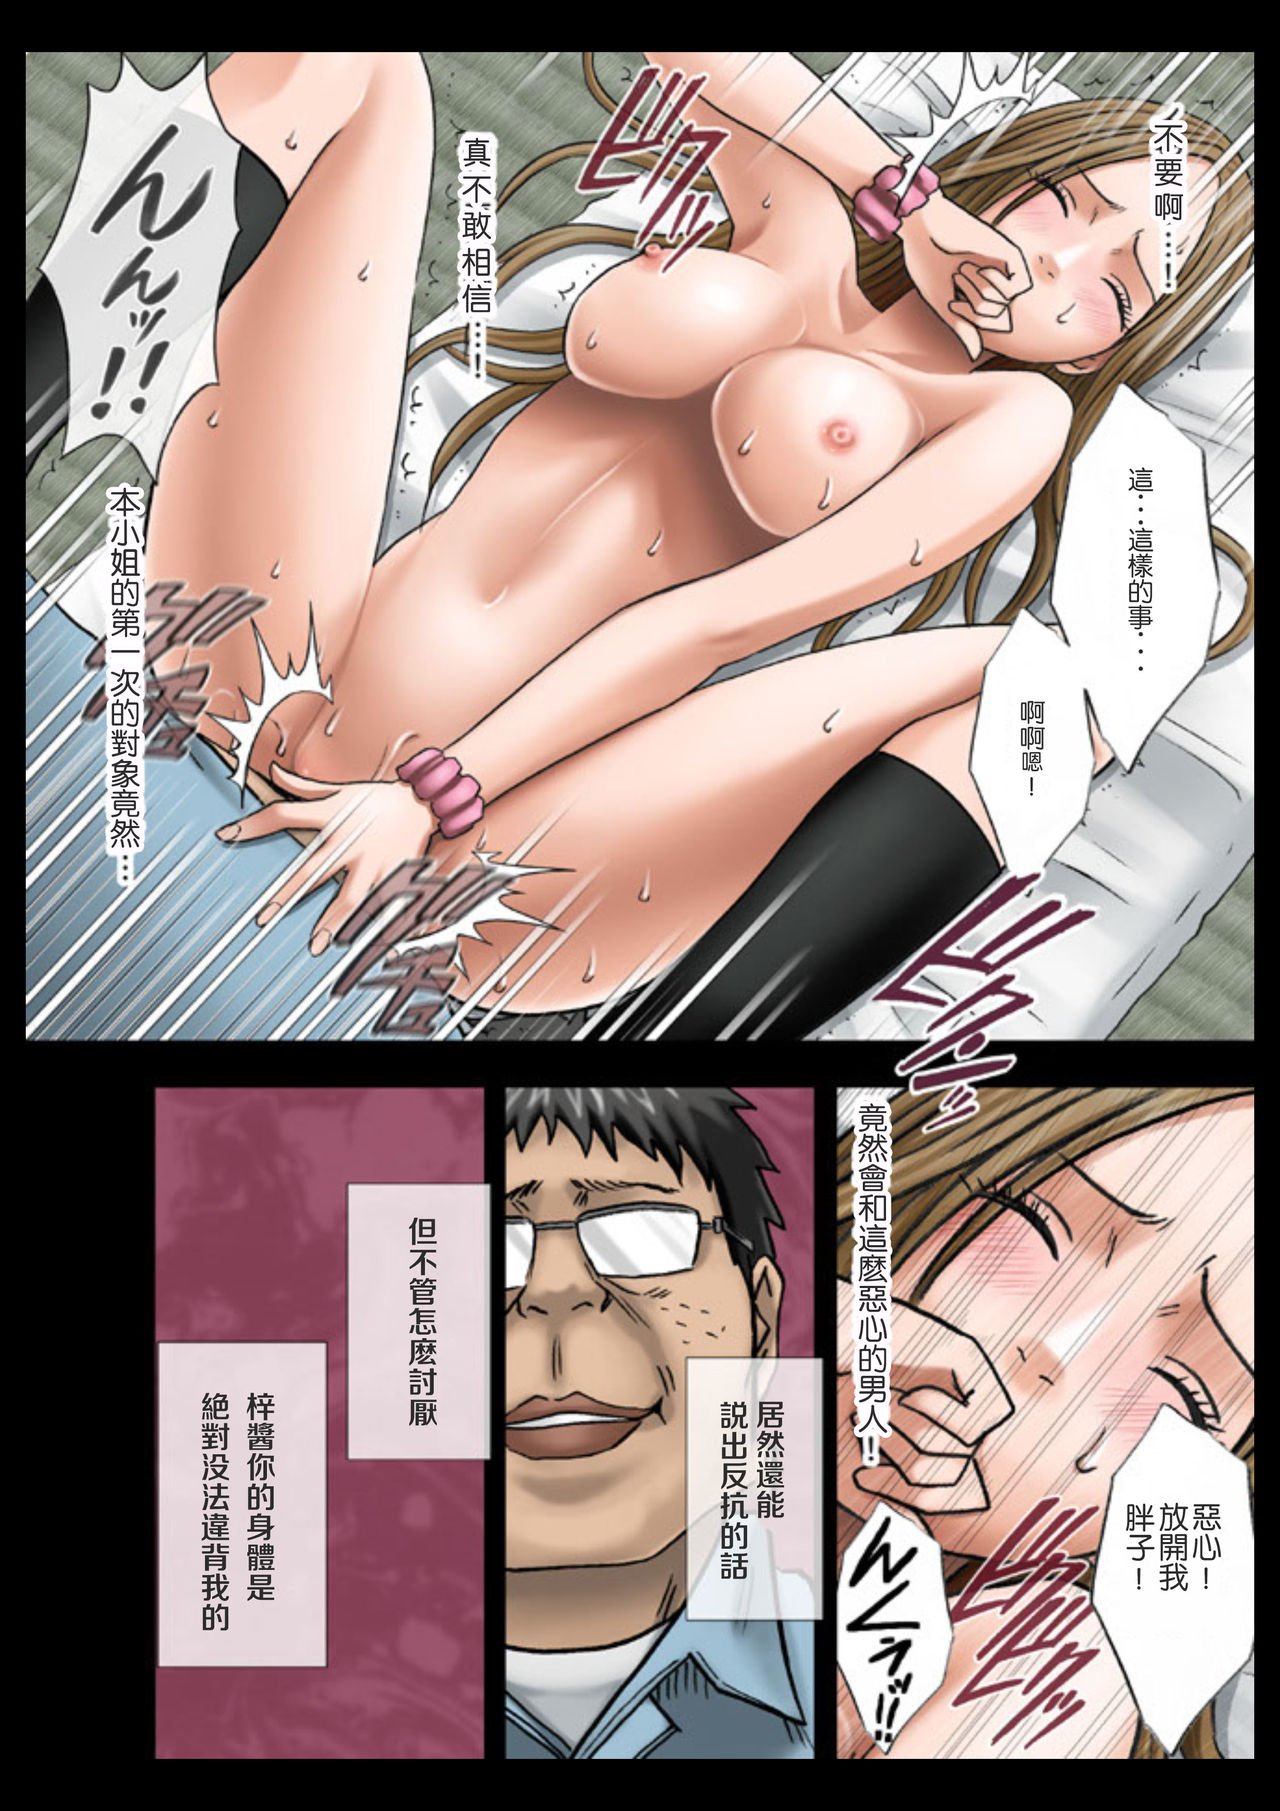 不要啊…！
ビクッ
真不敢相信…！
んんんッ!!
這…這樣的事…
啊啊嗯！
本小姐的第一次的對象竟然…
ビクッ
竟然會和這麼惡心的男人！
惡心！
放開我
胖子！
んくぅッ!!
居然還能
説出反抗的話
但不管怎麼討厭
梓醬你的身體是
絕對没法違背我的